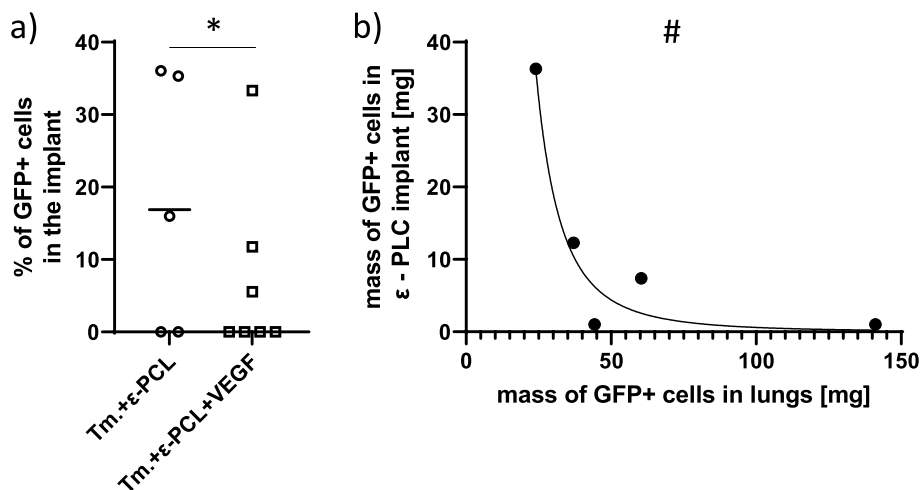 a)
*
% of GFP+ cells
in the implant
40
30
20
10
0
Tm.+ε-PCL
Tm.+ε-PCL+VEGF
b)
#
mass of GFP+ cells in
ε - PLC implant [mg]
40
30
20
10
0
0 50 100 150
mass of GFP+ cells in lungs [mg]